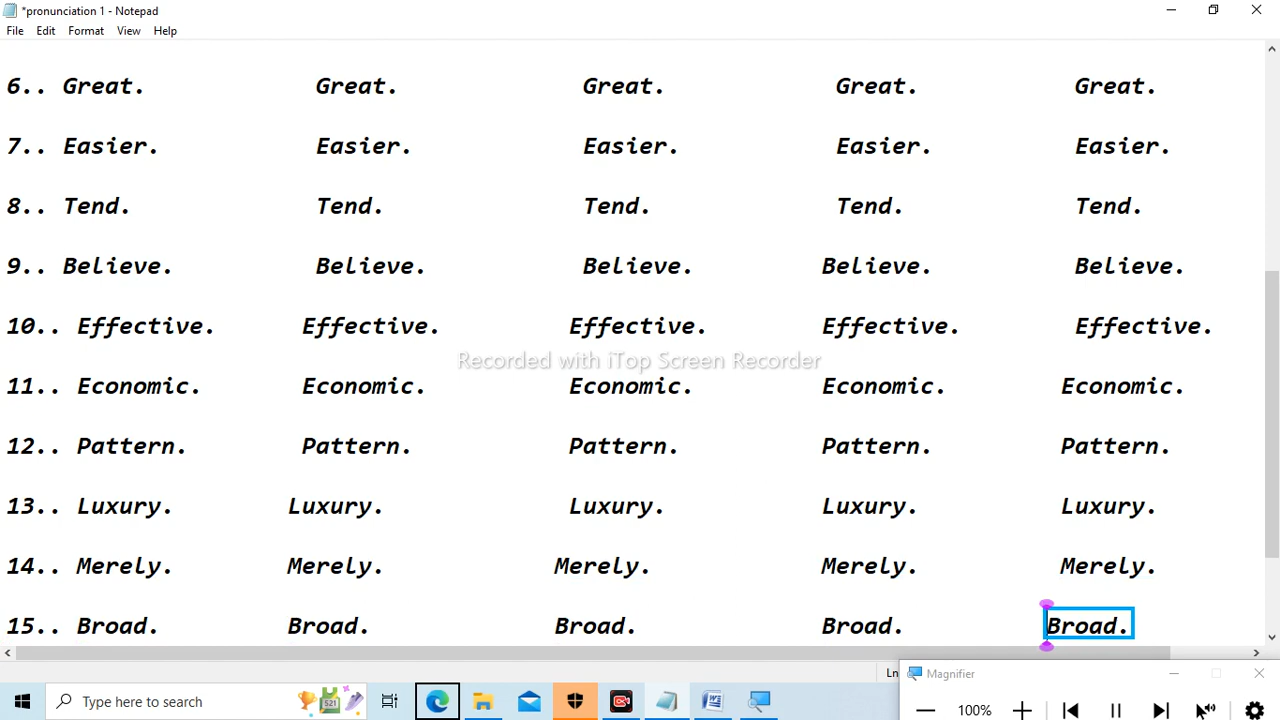 *pronunciation 1 - Notepad
File Edit Format View Help
6.. Great. Great. Great. Great. Great.
7.. Easier. Easier. Easier. Easier. Easier.
8.. Tend. Tend. Tend. Tend. Tend.
9.. Believe. Believe. Believe. Believe. Believe.
10.. Effective. Effective. Effective. Effective. Effective.
Recorded with iTop Screen Recorder
11.. Economic. Economic. Economic. Economic. Economic.
12.. Pattern. Pattern. Pattern. Pattern. Pattern.
13.. Luxury. Luxury. Luxury. Luxury. Luxury.
14.. Merely. Merely. Merely. Merely. Merely.
15.. Broad. Broad. Broad. Broad. Broad.
Ln
Magnifier
Type here to search
521
100%